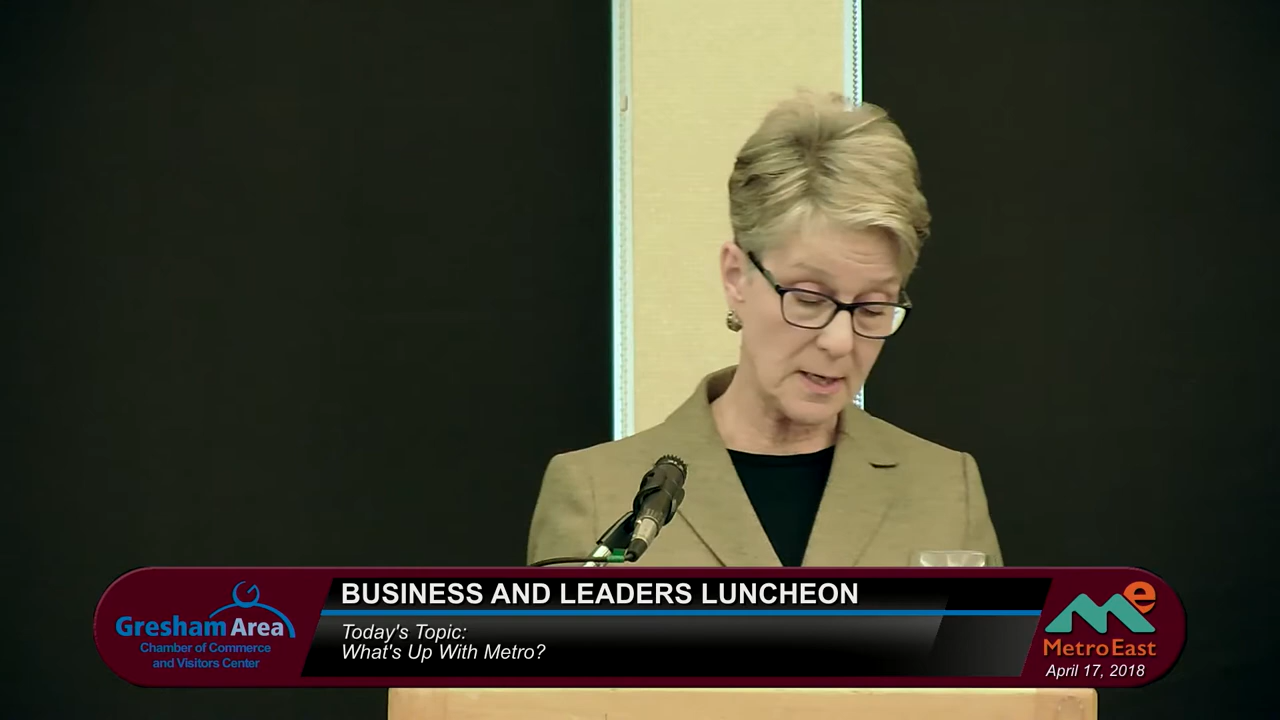 BUSINESS AND LEADERS LUNCHEON
Today's Topic:
What's Up With Metro?
Gresham Area
Chamber of Commerce
and Visitors Center
Me
MetroEast
April 17, 2018